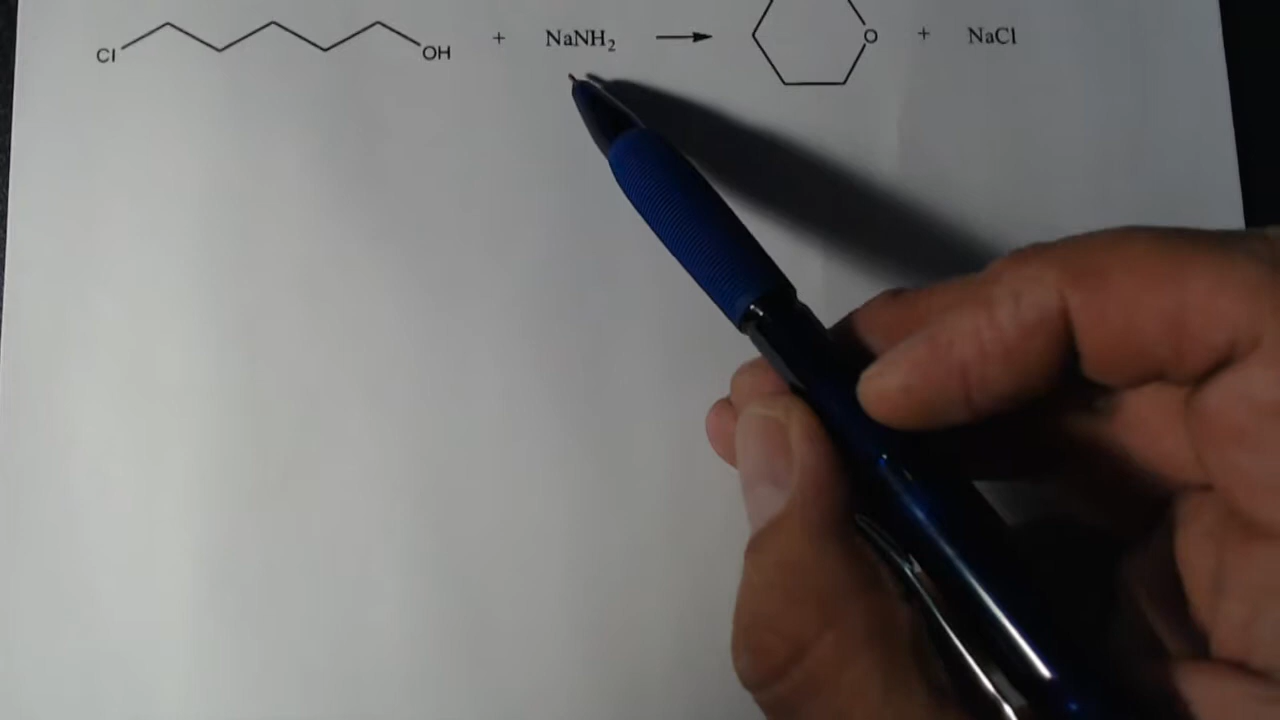 Cl OH + NaNH₂ → O + NaCl